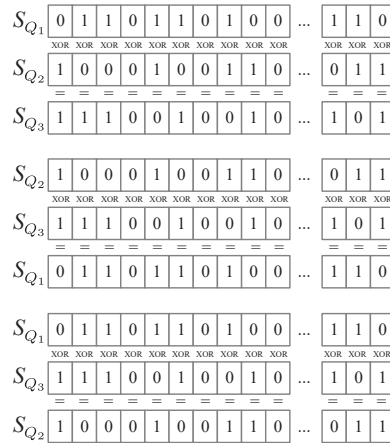 S_{Q_1} 0 1 1 0 1 1 0 1 0 0 ... 1 1 0
XOR XOR XOR XOR XOR XOR XOR XOR XOR XOR XOR XOR XOR
S_{Q_2} 1 0 0 0 1 0 0 1 1 0 ... 0 1 1
= = = = = = = = = = = = =
S_{Q_3} 1 1 1 0 0 1 0 0 1 0 ... 1 0 1
S_{Q_2} 1 0 0 0 1 0 0 1 1 0 ... 0 1 1
XOR XOR XOR XOR XOR XOR XOR XOR XOR XOR XOR XOR XOR
S_{Q_3} 1 1 1 0 0 1 0 0 1 0 ... 1 0 1
= = = = = = = = = = = = =
S_{Q_1} 0 1 1 0 1 1 0 1 0 0 ... 1 1 0
S_{Q_1} 0 1 1 0 1 1 0 1 0 0 ... 1 1 0
XOR XOR XOR XOR XOR XOR XOR XOR XOR XOR XOR XOR XOR
S_{Q_3} 1 1 1 0 0 1 0 0 1 0 ... 1 0 1
= = = = = = = = = = = = =
S_{Q_2} 1 0 0 0 1 0 0 1 1 0 ... 0 1 1